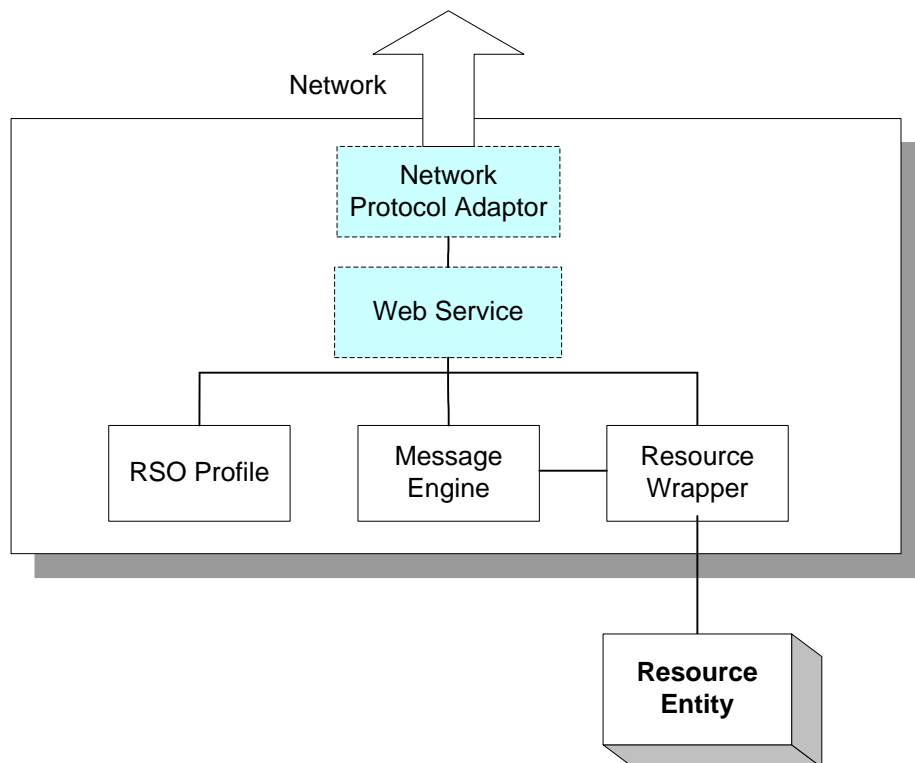 Network
Network
Protocol Adaptor
Web Service
RSO Profile
Message
Engine
Resource
Wrapper
Resource
Entity